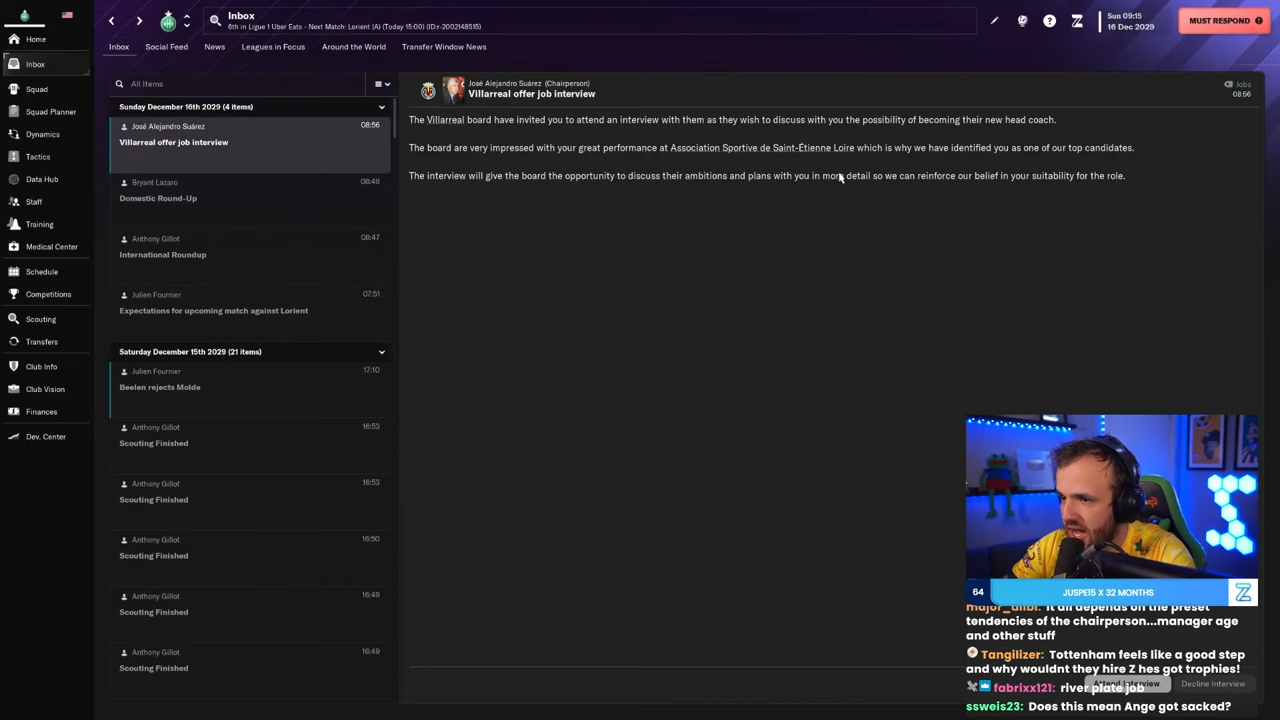 Inbox
6th in Ligue 1 Uber Eats - Next Match: Lorient (A) (Today 15:00) (ID:r-2002148515)
Sun 09:15
16 Dec 2029
MUST RESPOND
Home
Inbox
Squad
Squad Planner
Dynamics
Tactics
Data Hub
Staff
Training
Medical Center
Schedule
Competitions
Scouting
Transfers
Club Info
Club Vision
Finances
Dev. Center
Inbox
Social Feed
News
Leagues in Focus
Around the World
Transfer Window News
All Items
Sunday December 16th 2029 (4 items)
José Alejandro Suárez
08:56
Villarreal offer job interview
Bryant Lazaro
08:49
Domestic Round-Up
Anthony Gillot
08:47
International Roundup
Julien Fournier
07:51
Expectations for upcoming match against Lorient
Saturday December 15th 2029 (21 items)
Julien Fournier
17:10
Beelen rejects Molde
Anthony Gillot
16:53
Scouting Finished
Anthony Gillot
16:53
Scouting Finished
Anthony Gillot
16:50
Scouting Finished
Anthony Gillot
16:49
Scouting Finished
Anthony Gillot
16:49
Scouting Finished
José Alejandro Suárez (Chairperson)
Villarreal offer job interview
Jobs
08:56
The Villarreal board have invited you to attend an interview with them as they wish to discuss with you the possibility of becoming their new head coach.
The board are very impressed with your great performance at Association Sportive de Saint-Étienne Loire which is why we have identified you as one of our top candidates.
The interview will give the board the opportunity to discuss their ambitions and plans with you in more detail so we can reinforce our belief in your suitability for the role.
64
JUSPE15 X 32 MONTHS
major_alibi: It all depends on the preset
tendencies of the chairperson...manager age
and other stuff
Tangilizer: Tottenham feels like a good step
and why wouldnt they hire Z hes got trophies!
fabrixx121: river plate job
ssweis23: Does this mean Ange got sacked?
Attend Interview
Decline Interview